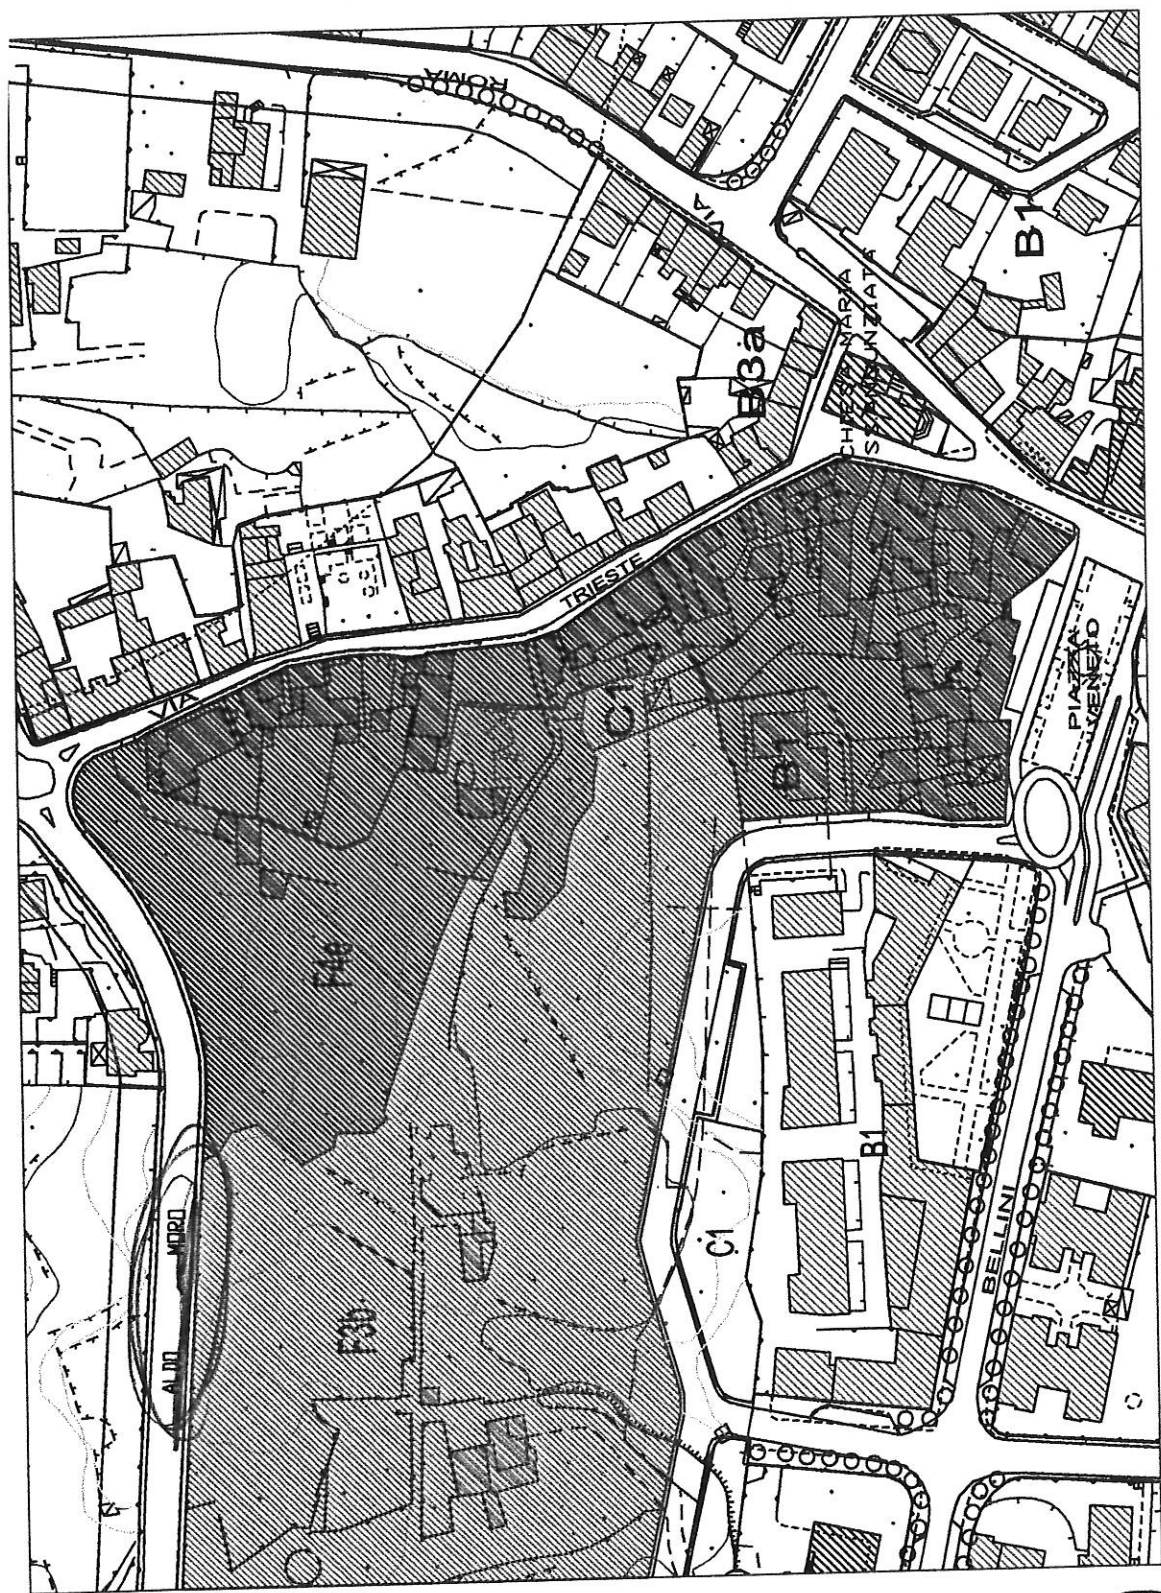 ROMA
VIA
B1
CHIESA MARIA
SS ANNUNZIATA
B3a
TRIESTE
VIA
C1
A
PIAZZA
VENETO
B1
F4e
B1
C1
BELLINI
F3b
ALDO MORO